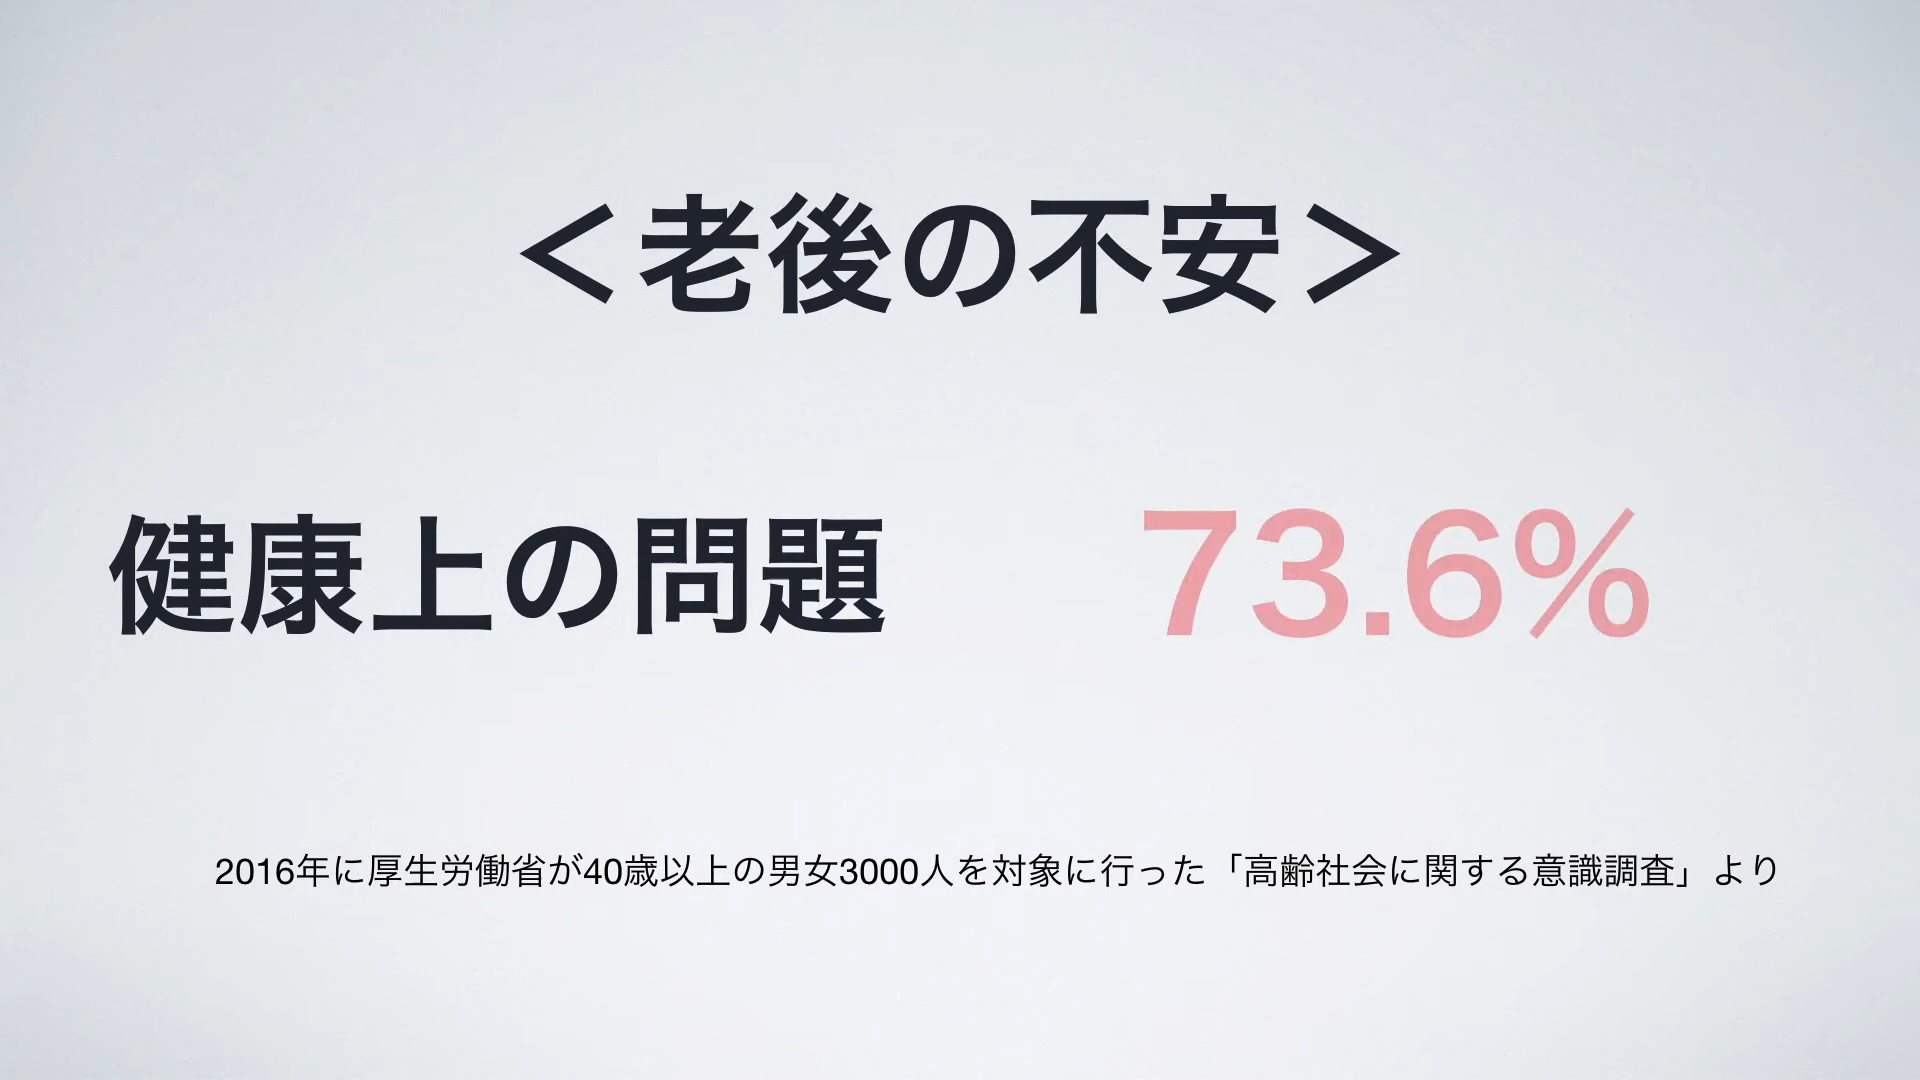 ＜老後の不安＞
健康上の問題 73.6%
2016年に厚生労働省が40歳以上の男女3000人を対象に行った「高齢社会に関する意識調査」より